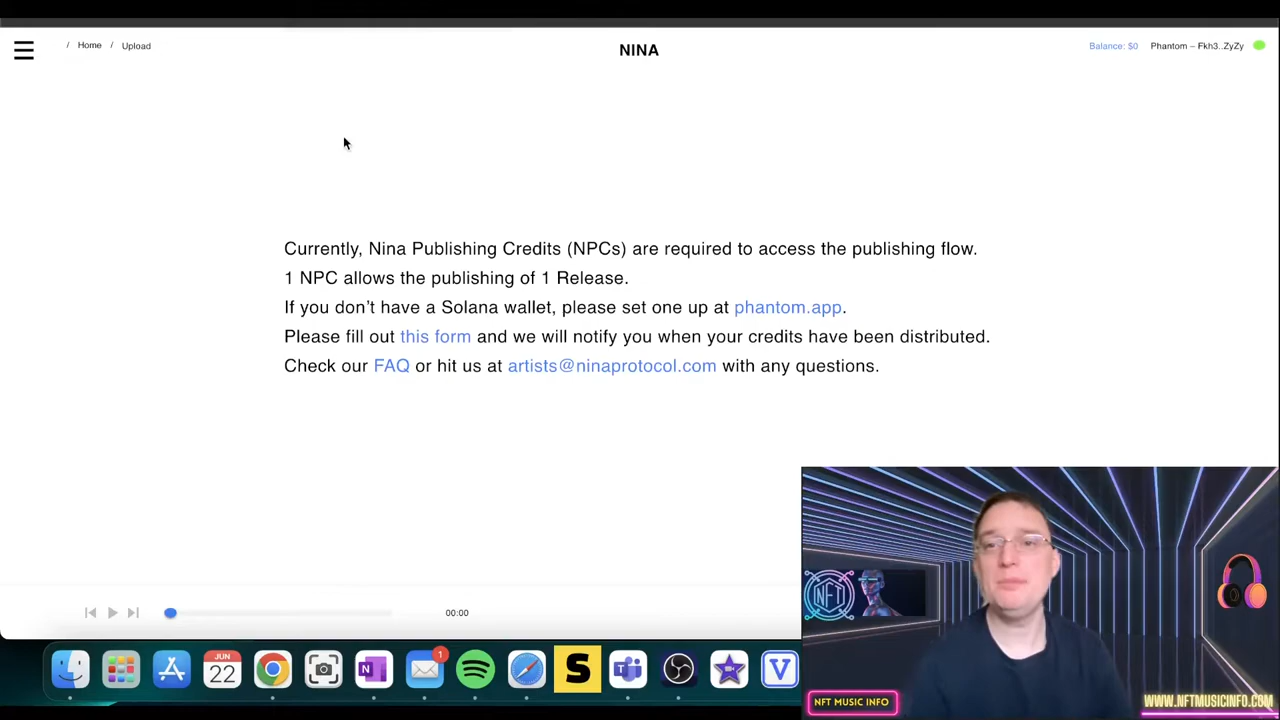 / Home / Upload
NINA
Balance: $0 Phantom – Fkh3..ZyZy
Currently, Nina Publishing Credits (NPCs) are required to access the publishing flow.
1 NPC allows the publishing of 1 Release.
If you don't have a Solana wallet, please set one up at phantom.app.
Please fill out this form and we will notify you when your credits have been distributed.
Check our FAQ or hit us at artists@ninaprotocol.com with any questions.
00:00
NFT
JUN
22
N
1
S
T
V
NFT MUSIC INFO
WWW.NFTMUSICINFO.COM